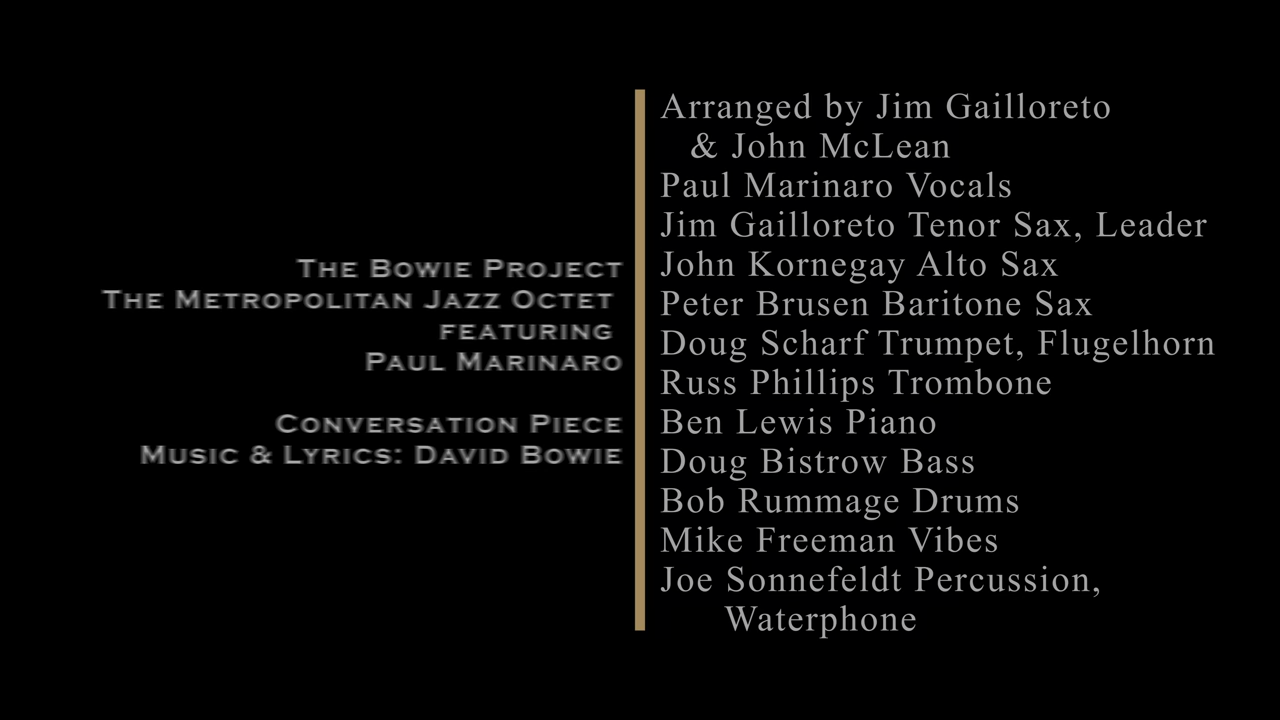 The Bowie Project
The Metropolitan Jazz Octet
featuring
Paul Marinaro
Conversation Piece
Music & Lyrics: David Bowie
Arranged by Jim Gailloreto
& John McLean
Paul Marinaro Vocals
Jim Gailloreto Tenor Sax, Leader
John Kornegay Alto Sax
Peter Brusen Baritone Sax
Doug Scharf Trumpet, Flugelhorn
Russ Phillips Trombone
Ben Lewis Piano
Doug Bistrow Bass
Bob Rummage Drums
Mike Freeman Vibes
Joe Sonnefeldt Percussion,
Waterphone